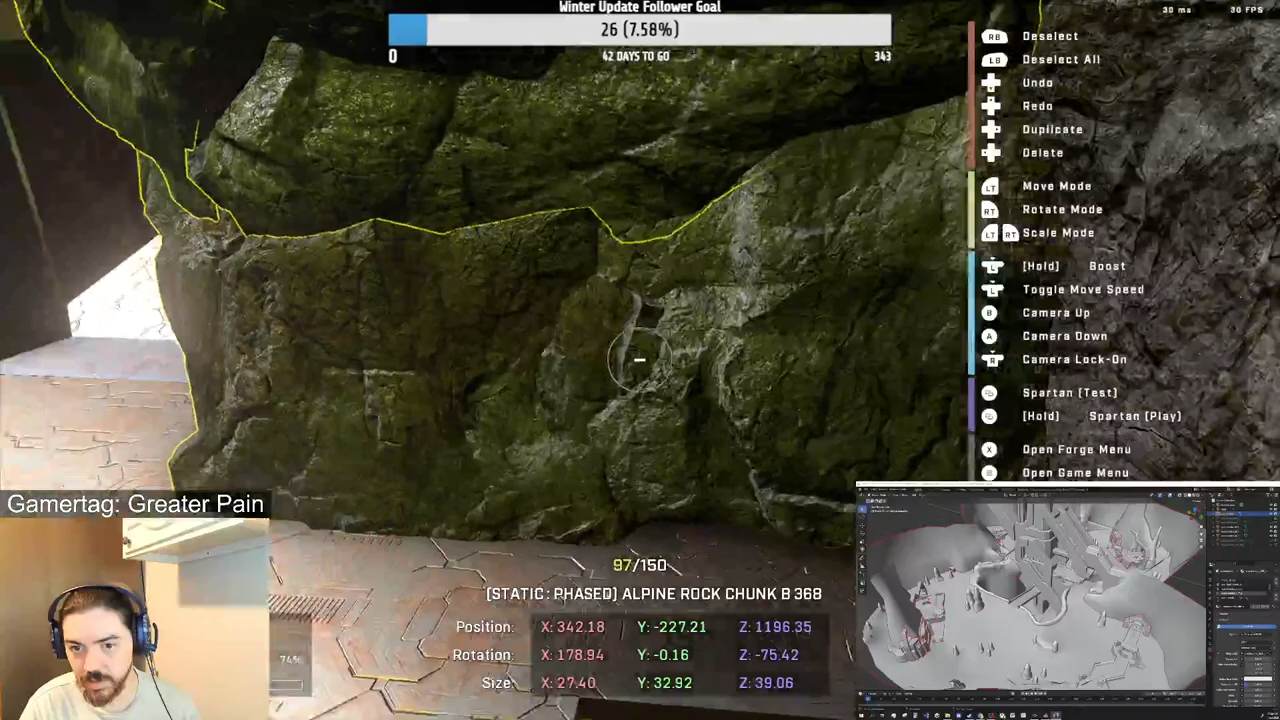 Winter Update Follower Goal
26 (7.58%)
0
42 DAYS TO GO
343
30 ms
30 FPS
RB Deselect
LB Deselect All
Undo
Redo
Duplicate
Delete
LT Move Mode
RT Rotate Mode
LT RT Scale Mode
L [Hold] Boost
L Toggle Move Speed
B Camera Up
A Camera Down
R Camera Lock-On
Spartan (Test)
[Hold] Spartan (Play)
X Open Forge Menu
Open Game Menu
Gamertag: Greater Pain
74%
97/150
[STATIC : PHASED] ALPINE ROCK CHUNK B 368
Position: X: 342.18 Y: -227.21 Z: 1196.35
Rotation: X: 178.94 Y: -0.16 Z: -75.42
Size: X: 27.40 Y: 32.92 Z: 39.06